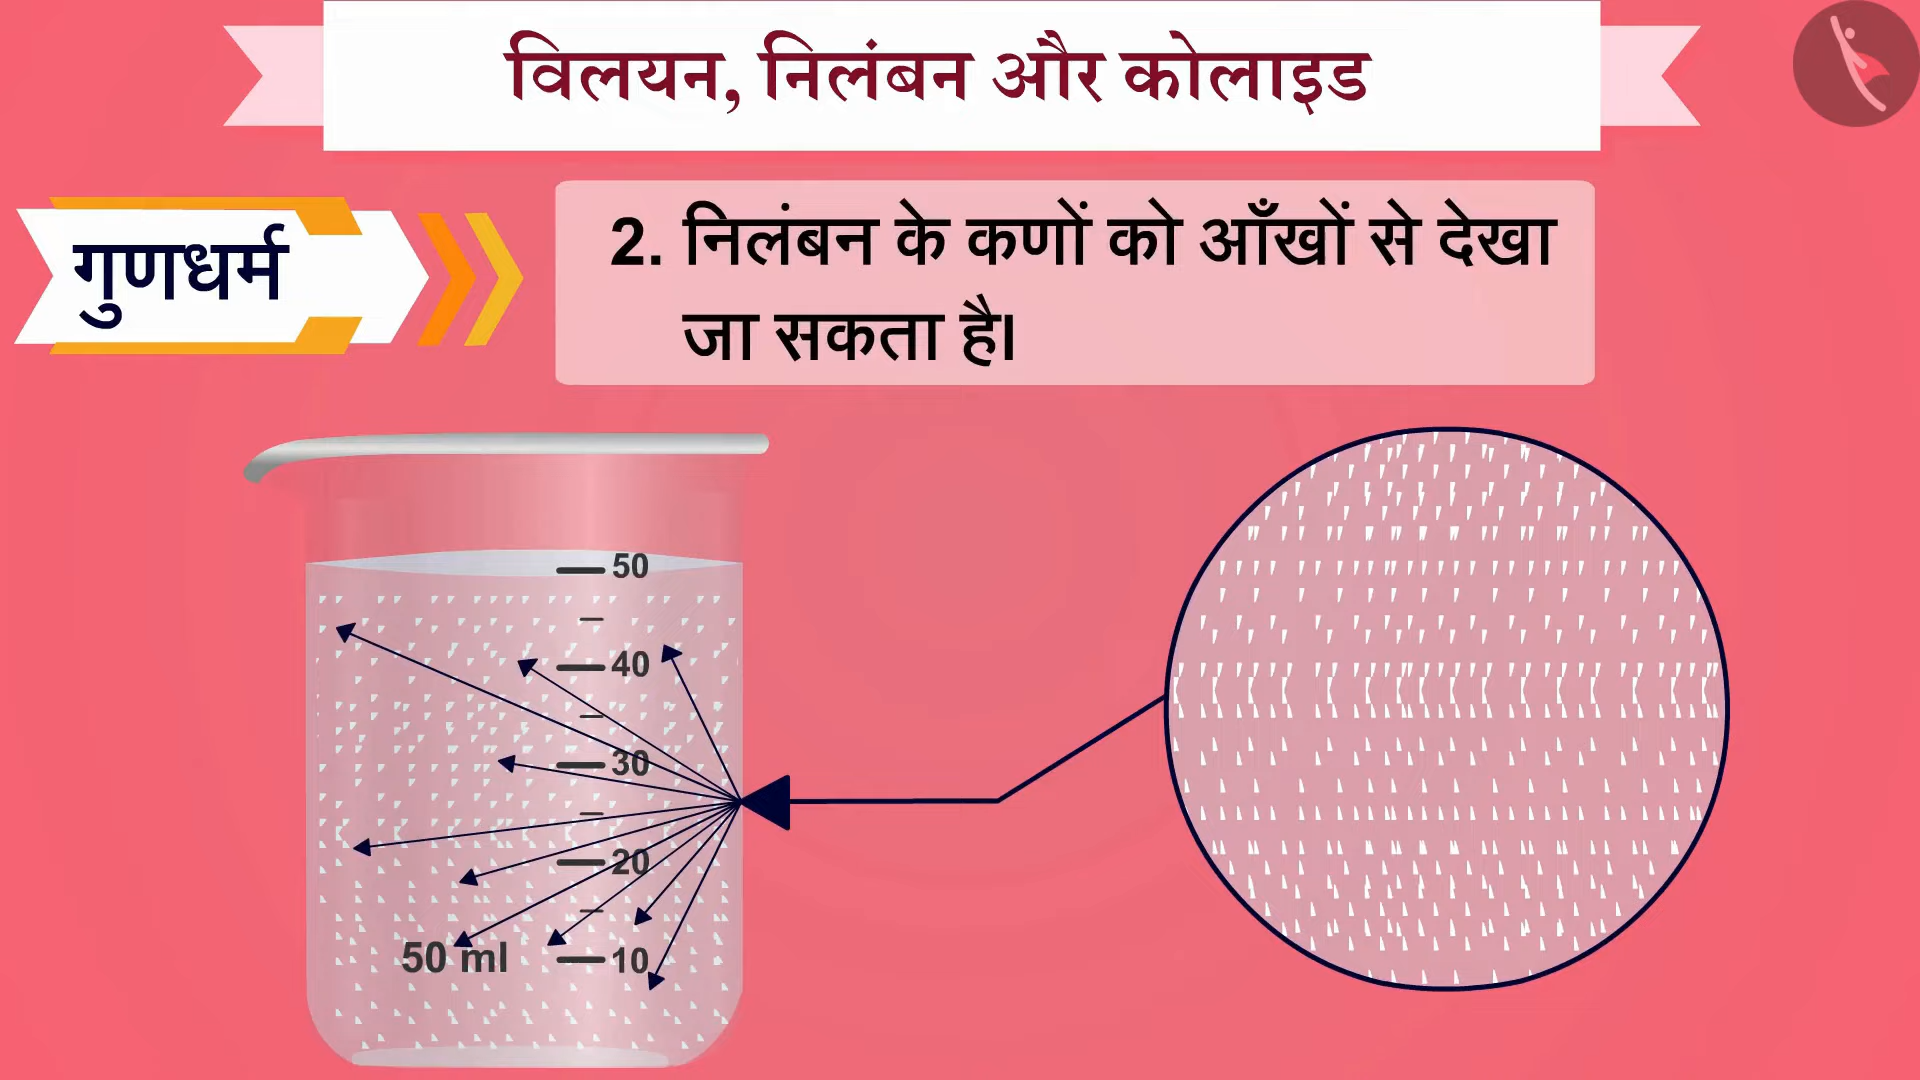 विलयन, निलंबन और कोलाइड
गुणधर्म
2. निलंबन के कणों को आँखों से देखा
जा सकता है।
50
40
30
20
50 ml
10